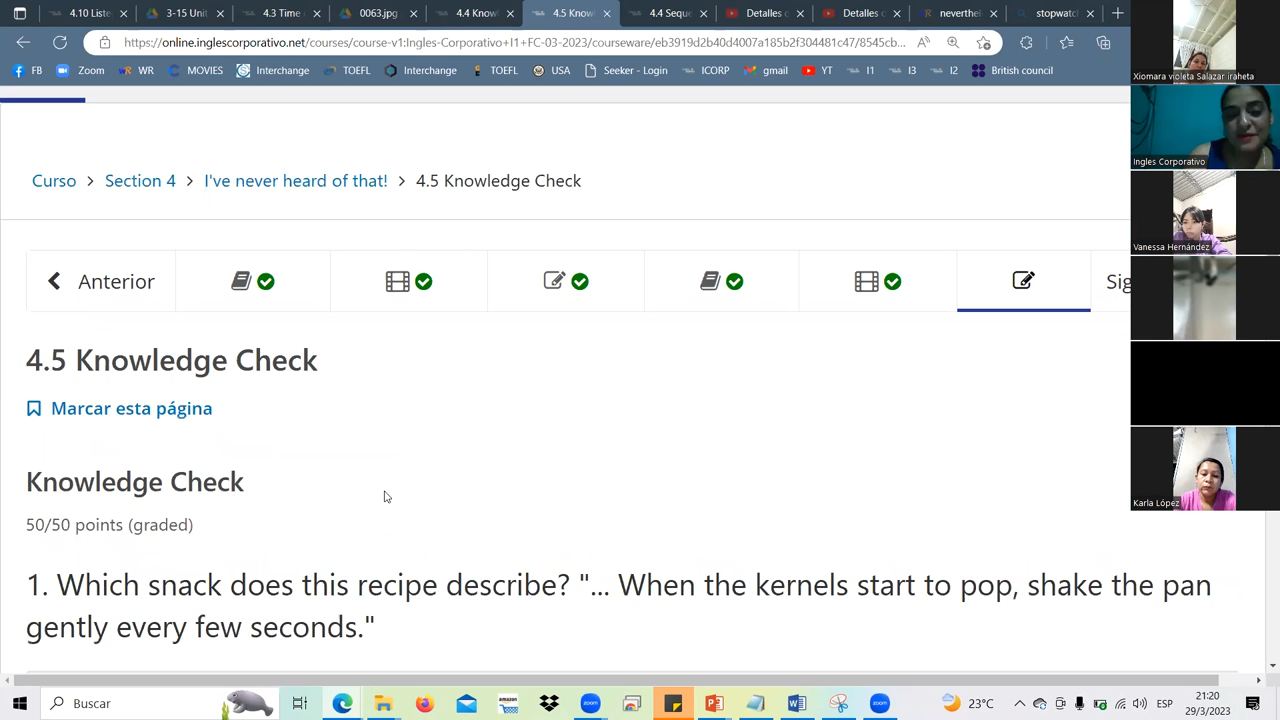 4.10 Liste
3-15 Unit
4.3 Time
0063.jpg
4.4 Know
4.5 Know
4.4 Seque
Detalles c
Detalles c
neverthel
stopwatc
https://online.inglescorporativo.net/courses/course-v1:Ingles-Corporativo+I1+FC-03-2023/courseware/eb3919d2b40d4007a185b2f304481c47/8545cb...
FB
Zoom
WR
MOVIES
Interchange
TOEFL
Interchange
TOEFL
USA
Seeker - Login
ICORP
gmail
YT
I1
I3
I2
British council
Xiomara violeta Salazar iraheta
Ingles Corporativo
Vanessa Hernández
Karla López
Curso > Section 4 > I've never heard of that! > 4.5 Knowledge Check
Anterior
Sig
4.5 Knowledge Check
Marcar esta página
Knowledge Check
50/50 points (graded)
1. Which snack does this recipe describe? "... When the kernels start to pop, shake the pan
gently every few seconds."
Buscar
23°C
ESP
21:20
29/3/2023